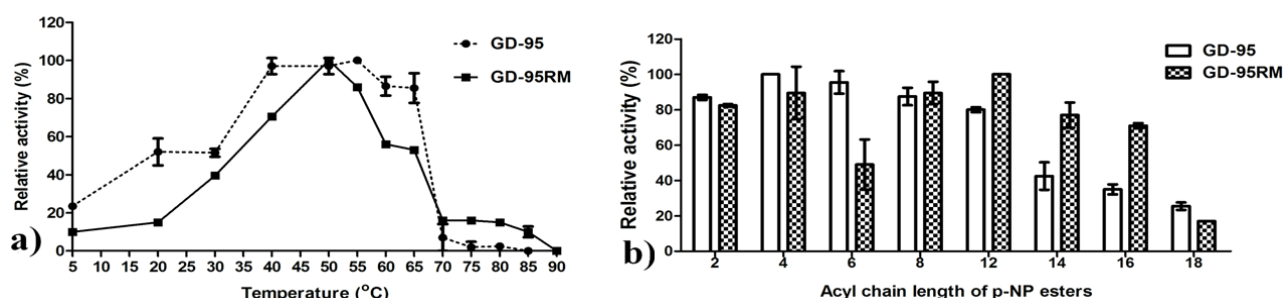 120
100
80
60
40
20
0
Relative activity (%)
GD-95
GD-95RM
5 10 15 20 25 30 35 40 45 50 55 60 65 70 75 80 85 90
Temperature (°C)
a)
120
100
80
60
40
20
0
Relative activity (%)
GD-95
GD-95RM
2 4 6 8 12 14 16 18
Acyl chain length of p-NP esters
b)